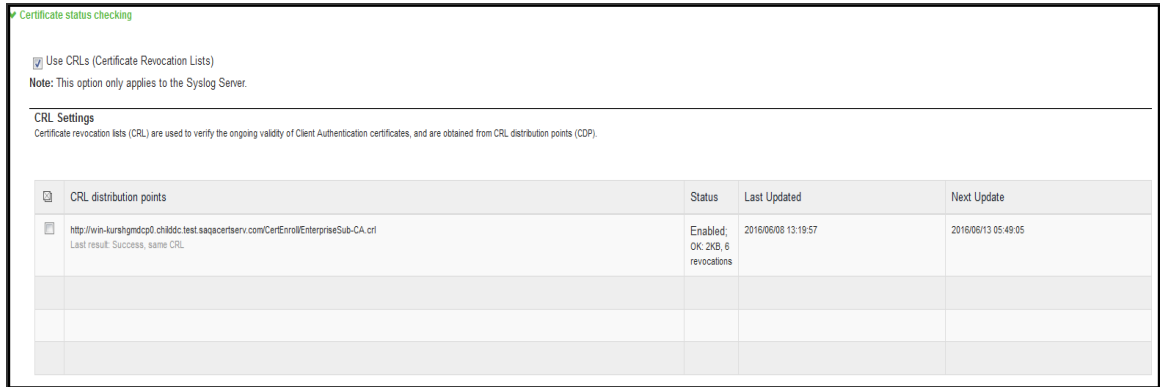 Certificate status checking
Use CRLs (Certificate Revocation Lists)
Note: This option only applies to the Syslog Server.
CRL Settings
Certificate revocation lists (CRL) are used to verify the ongoing validity of Client Authentication certificates, and are obtained from CRL distribution points (CDP).
CRL distribution points Status Last Updated Next Update
http://win-kurshgmdcp0.childdc.test.saqacertserv.com/CertEnroll/EnterpriseSub-CA.crl Enabled; 2016/06/08 13:19:57 2016/06/13 05:49:05
Last result: Success, same CRL OK: 2KB, 6
revocations